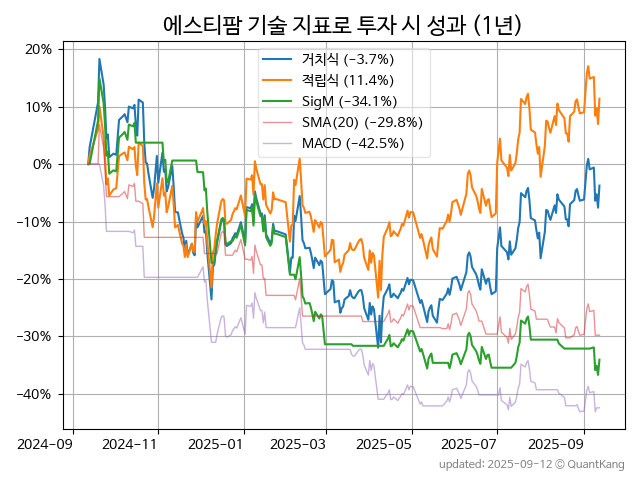 에스티팜 기술 지표로 투자 시 성과 (1년)
거치식 (−3.7%)
적립식 (11.4%)
SigM (−34.1%)
SMA(20) (−29.8%)
MACD (−42.5%)
20%
10%
0%
−10%
−20%
−30%
−40%
2024-09 2024-11 2025-01 2025-03 2025-05 2025-07 2025-09
updated: 2025-09-12 © QuantKang